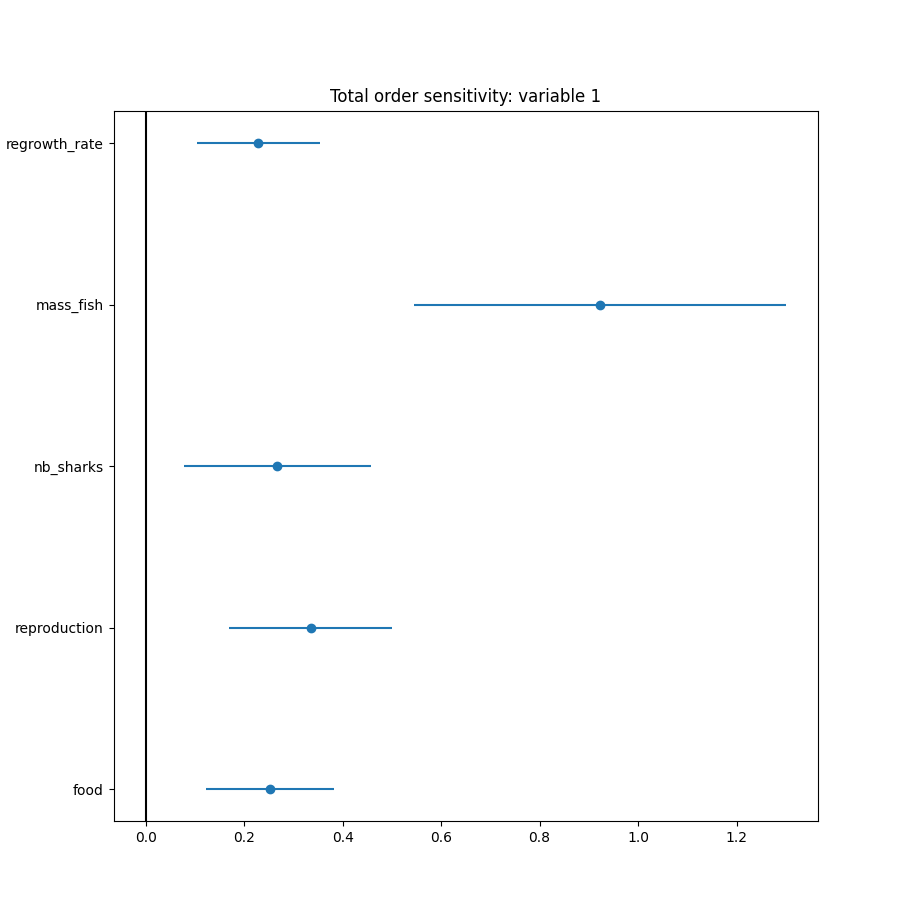 Total order sensitivity: variable 1
regrowth_rate
mass_fish
nb_sharks
reproduction
food
0.0 0.2 0.4 0.6 0.8 1.0 1.2